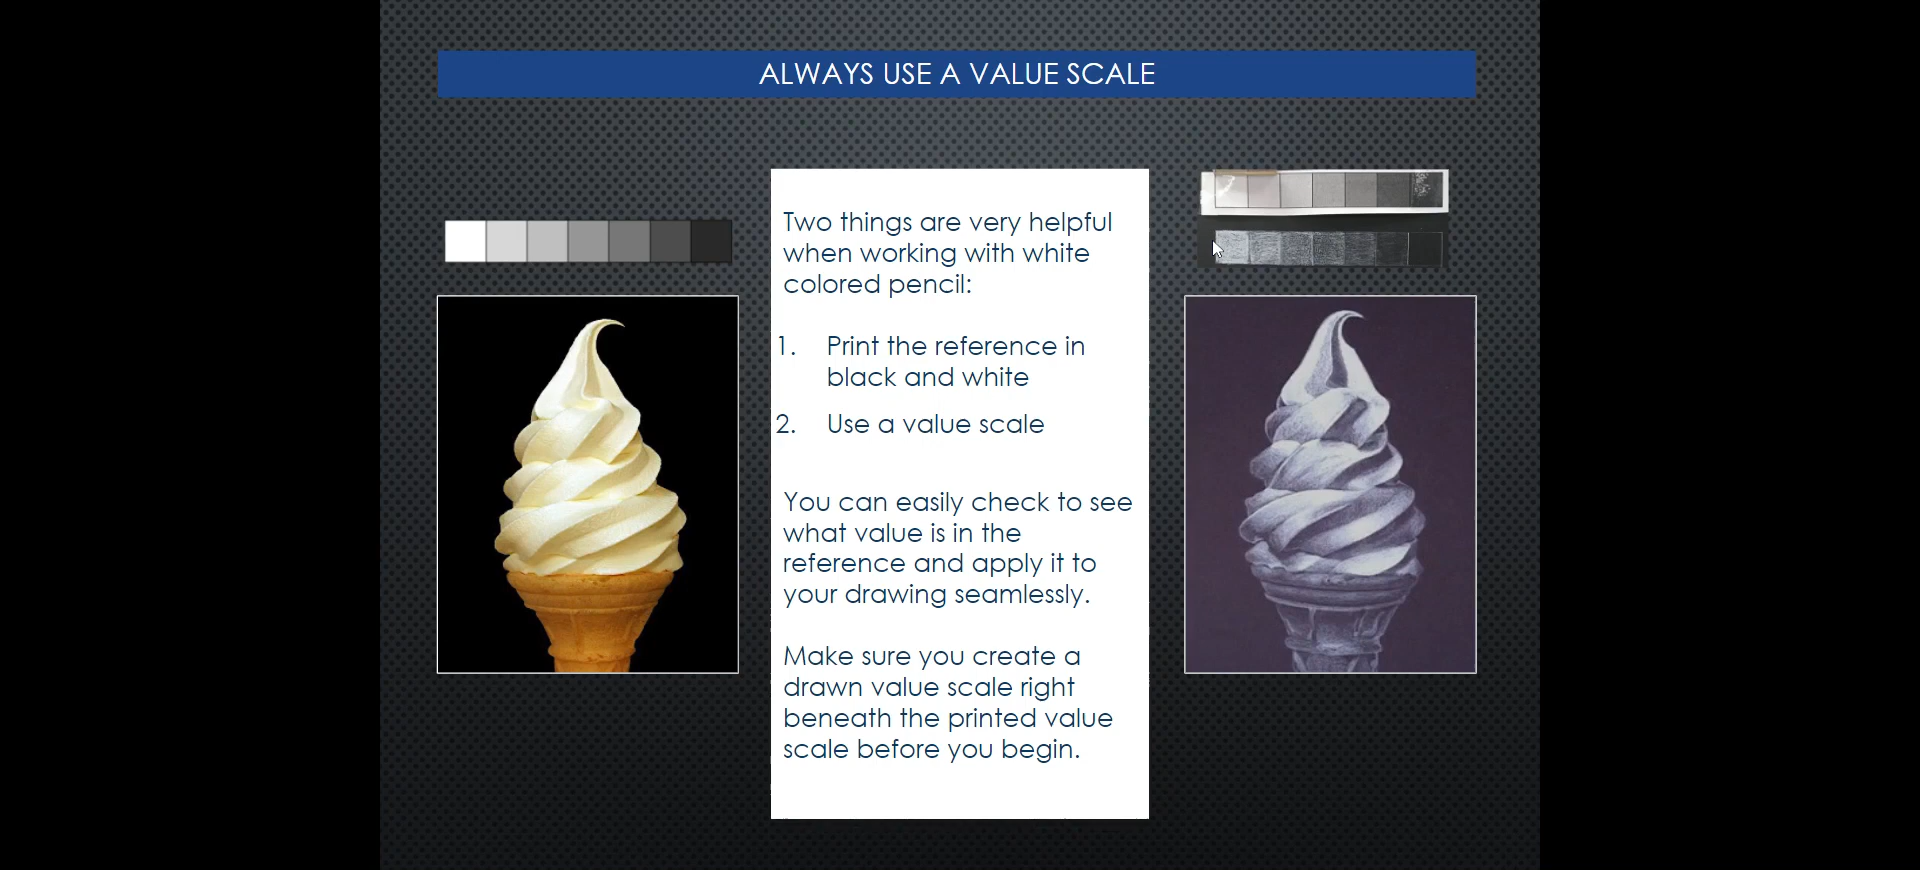 ALWAYS USE A VALUE SCALE
Two things are very helpful
when working with white
colored pencil:
1. Print the reference in
black and white
2. Use a value scale
You can easily check to see
what value is in the
reference and apply it to
your drawing seamlessly.
Make sure you create a
drawn value scale right
beneath the printed value
scale before you begin.